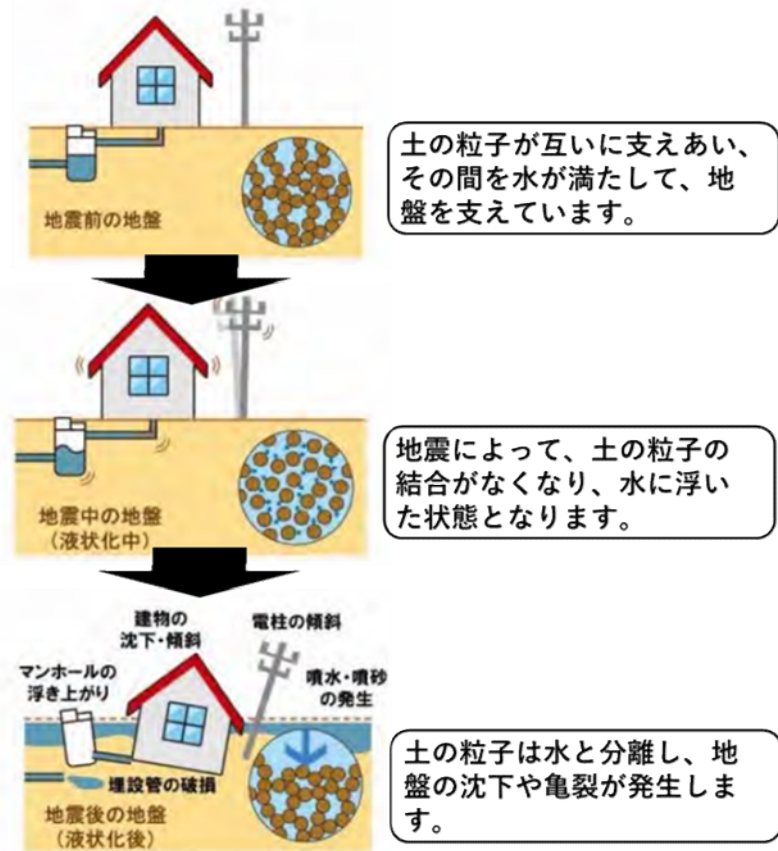 土の粒子が互いに支えあい、
その間を水が満たして、地
盤を支えています。
地震前の地盤
地震によって、土の粒子の
結合がなくなり、水に浮い
た状態となります。
地震中の地盤
(液状化中)
建物の
沈下・傾斜
電柱の傾斜
マンホールの
浮き上がり
噴水・噴砂
の発生
土の粒子は水と分離し、地
盤の沈下や亀裂が発生しま
す。
埋設管の破損
地震後の地盤
(液状化後)